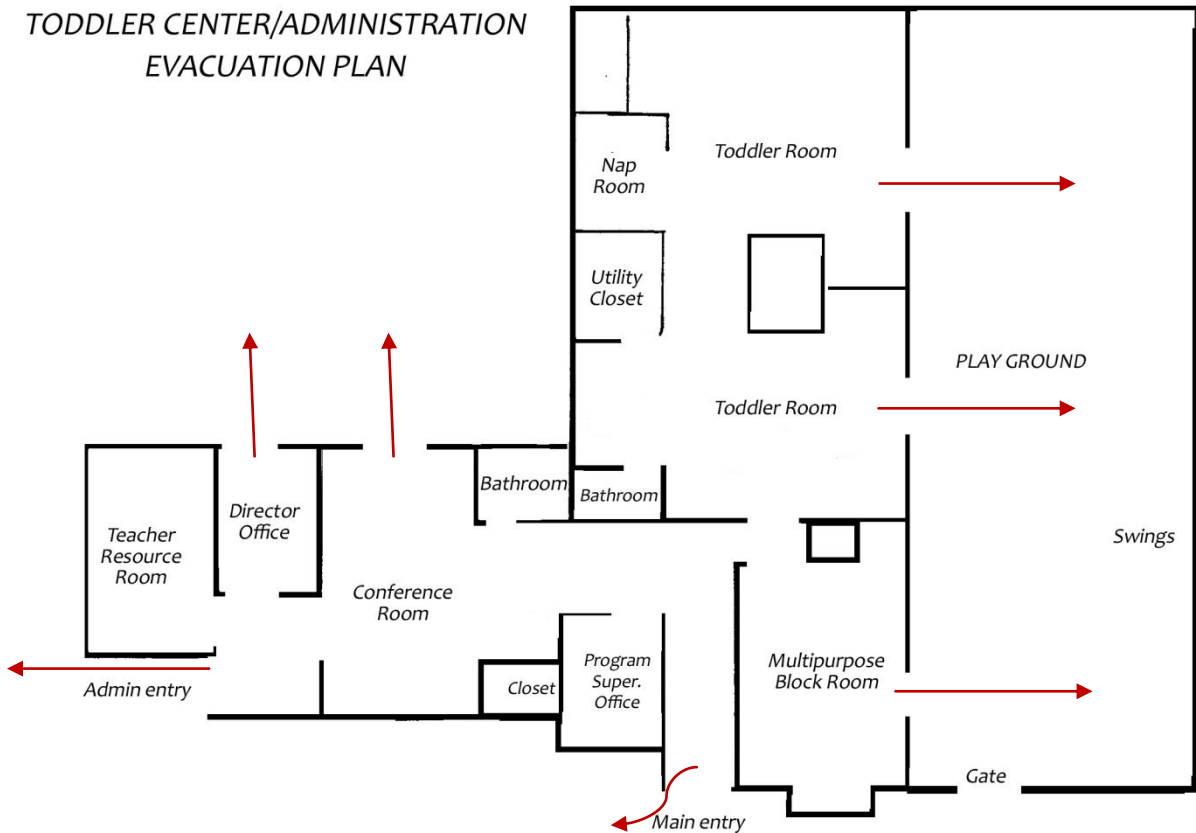 TODDLER CENTER/ADMINISTRATION
EVACUATION PLAN
Nap
Room
Toddler Room
Utility
Closet
PLAY GROUND
Toddler Room
Bathroom
Bathroom
Director
Office
Teacher
Resource
Room
Swings
Conference
Room
Program
Super.
Office
Multipurpose
Block Room
Closet
Admin entry
Gate
Main entry